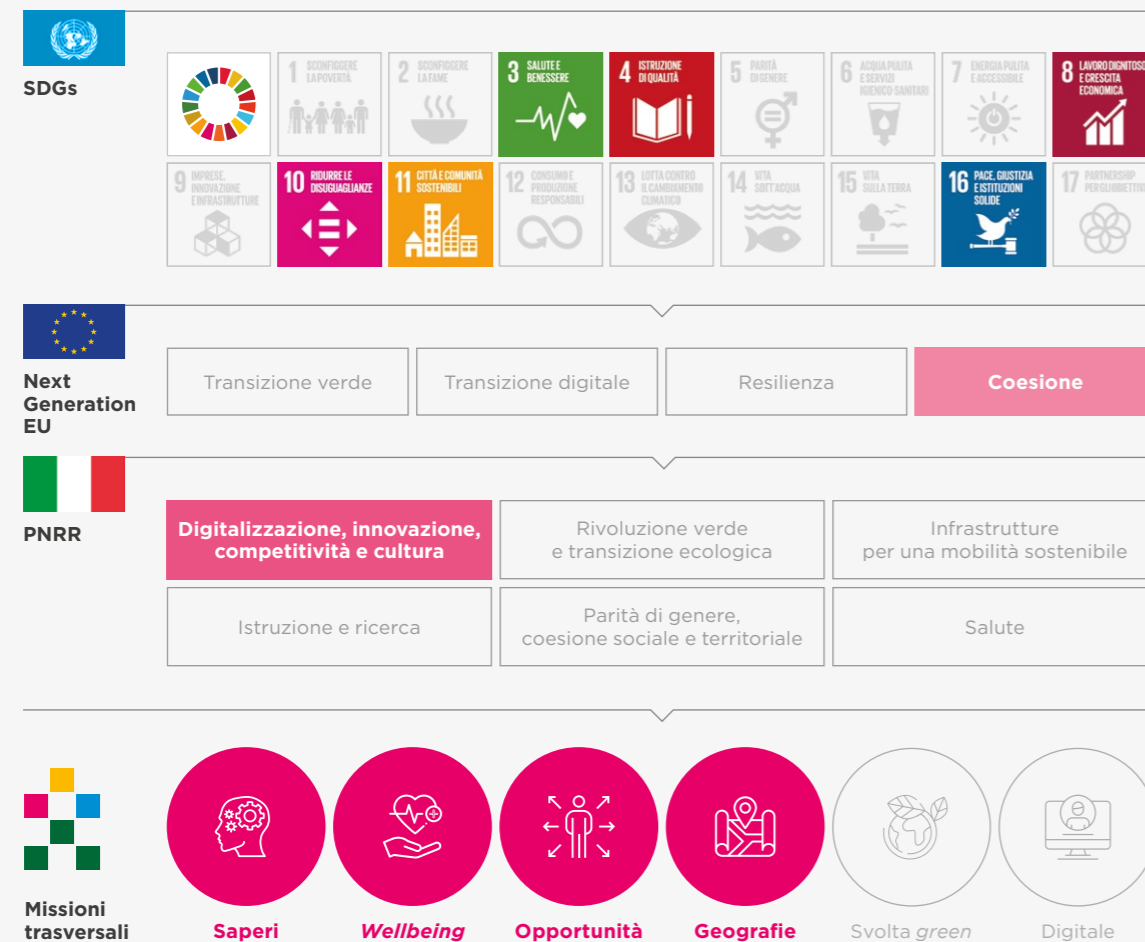 SDGs
1 SCONFIGGERE
LA POVERTÀ
2 SCONFIGGERE
LA FAME
3 SALUTE E
BENESSERE
4 ISTRUZIONE
DI QUALITÀ
5 PARITÀ
DI GENERE
6 ACQUA PULITA
E SERVIZI
IGIENICO-SANITARI
7 ENERGIA PULITA
E ACCESSIBILE
8 LAVORO DIGNITOSO
E CRESCITA
ECONOMICA
9 IMPRESE,
INNOVAZIONE
E INFRASTRUTTURE
10 RIDURRE LE
DISUGUAGLIANZE
11 CITTÀ E COMUNITÀ
SOSTENIBILI
12 CONSUMO E
PRODUZIONE
RESPONSABILI
13 LOTTA CONTRO
IL CAMBIAMENTO
CLIMATICO
14 VITA
SOTT'ACQUA
15 VITA
SULLA TERRA
16 PACE, GIUSTIZIA
E ISTITUZIONI
SOLIDE
17 PARTNERSHIP
PER GLI OBIETTIVI
Next
Generation
EU
Transizione verde
Transizione digitale
Resilienza
Coesione
PNRR
Digitalizzazione, innovazione,
competitività e cultura
Rivoluzione verde
e transizione ecologica
Infrastrutture
per una mobilità sostenibile
Istruzione e ricerca
Parità di genere,
coesione sociale e territoriale
Salute
Missioni
trasversali
Saperi
Wellbeing
Opportunità
Geografie
Svolta green
Digitale